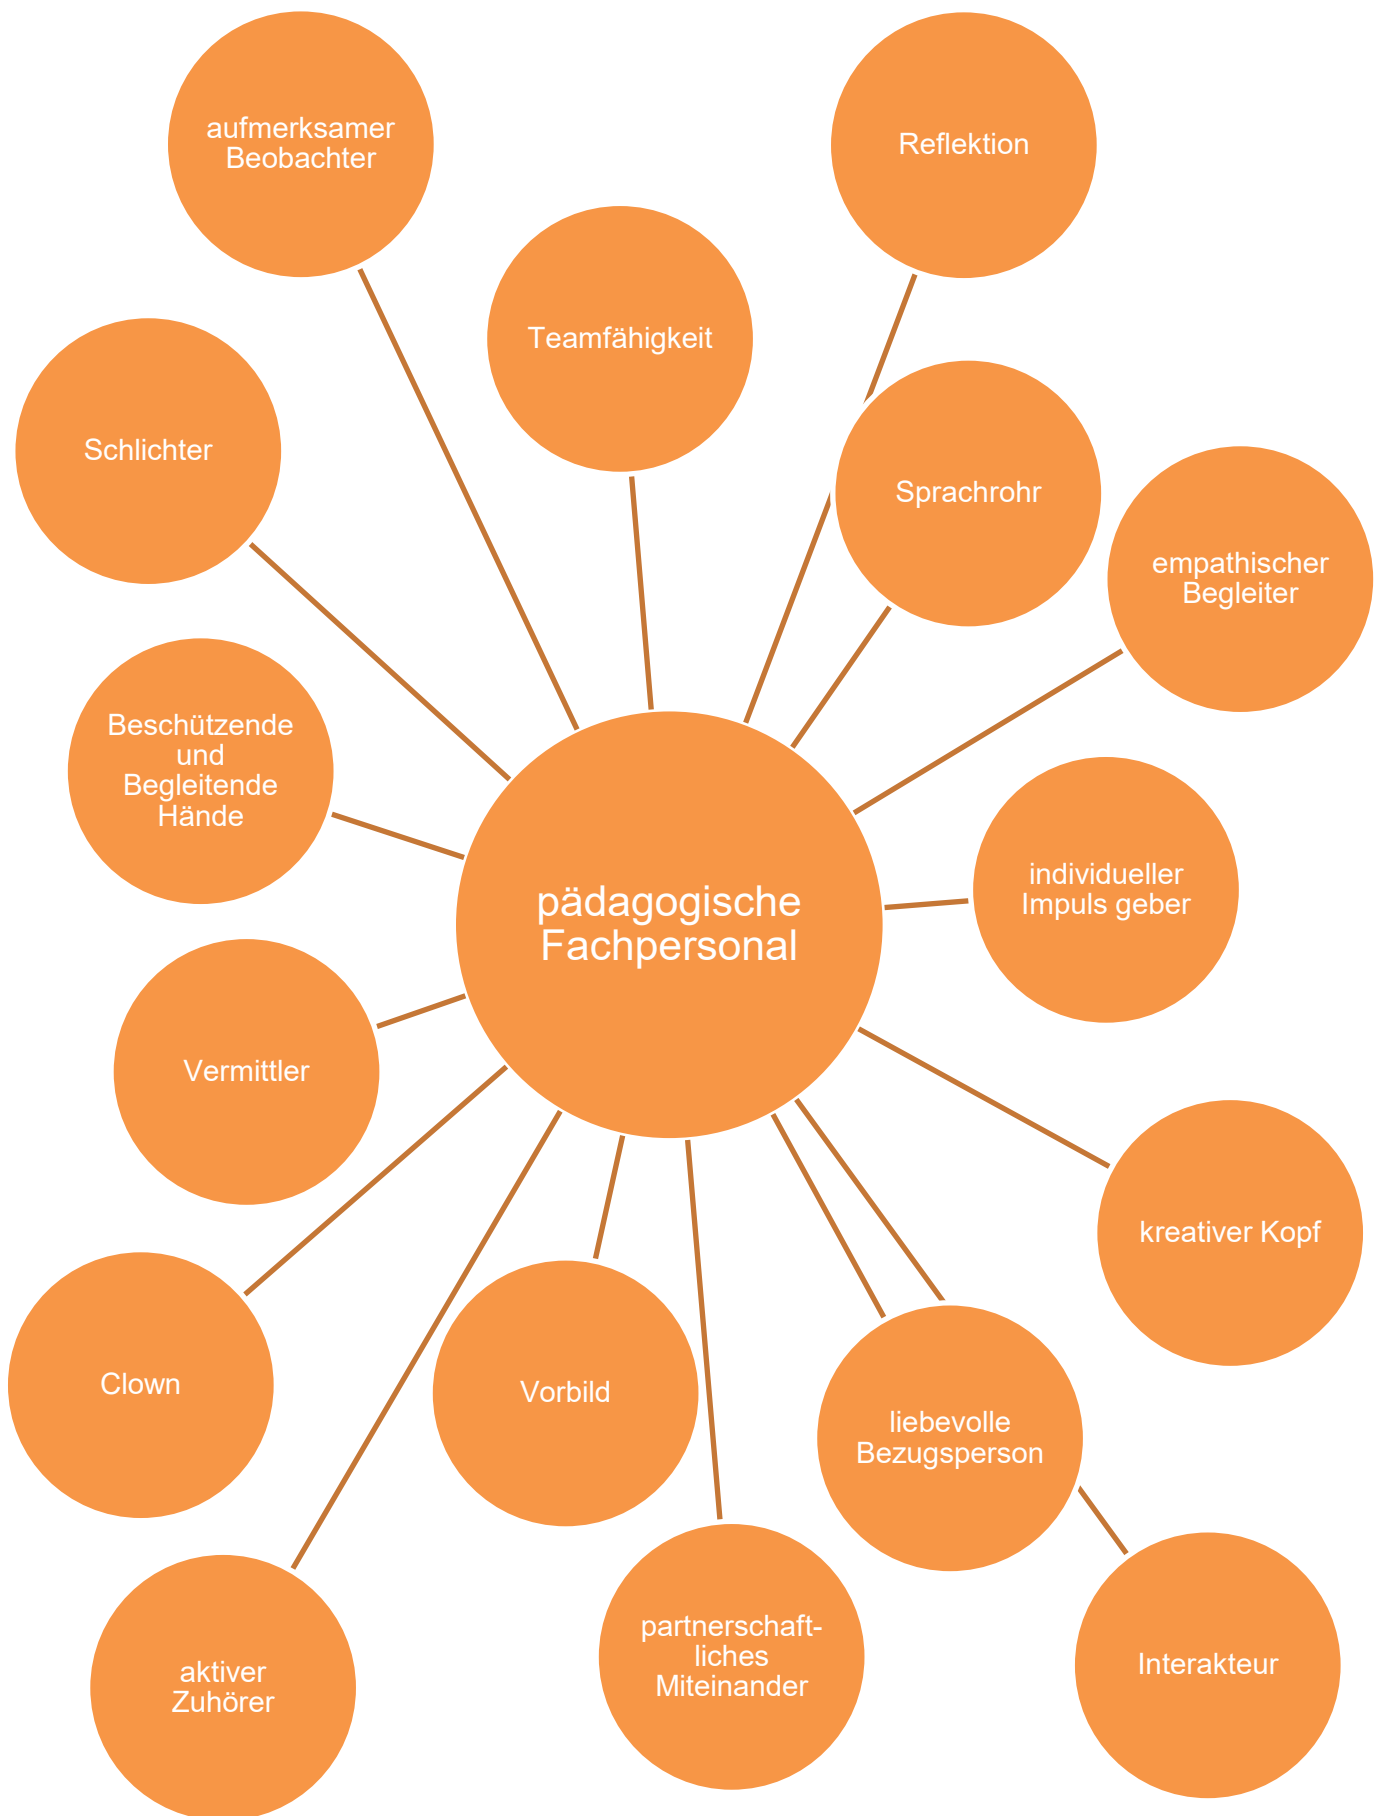 aufmerksamer
Beobachter
Reflektion
Teamfähigkeit
Schlichter
Sprachrohr
empathischer
Begleiter
Beschützende
und
Begleitende
Hände
individueller
Impuls geber
pädagogische
Fachpersonal
Vermittler
kreativer Kopf
Clown
Vorbild
liebevolle
Bezugsperson
aktiver
Zuhörer
partnerschaft-
liches
Miteinander
Interakteur